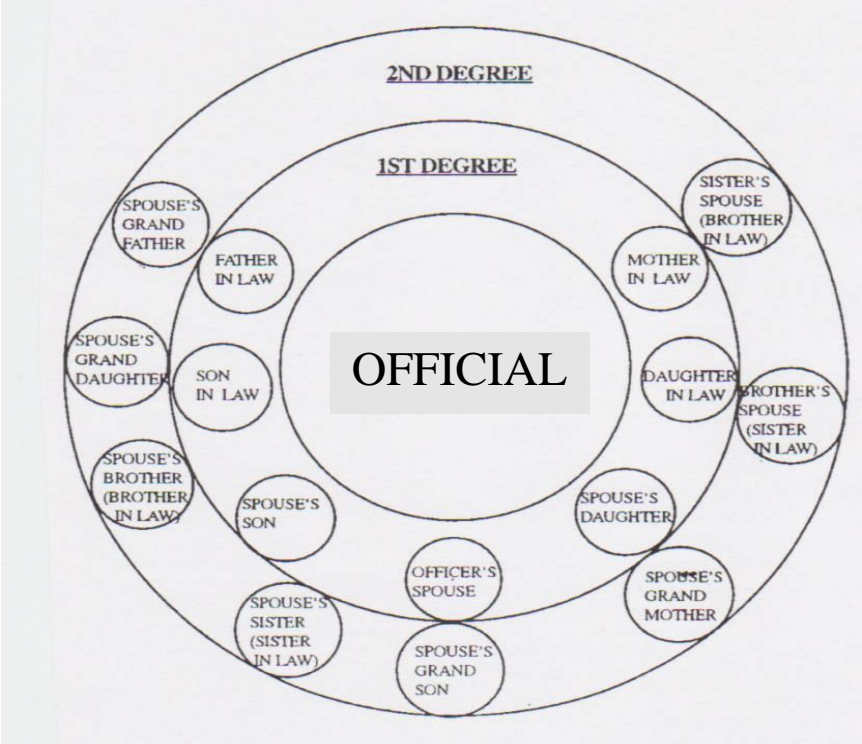 2ND DEGREE
1ST DEGREE
OFFICIAL
SPOUSE'S
GRAND
FATHER
FATHER
IN LAW
MOTHER
IN LAW
SISTER'S
SPOUSE
(BROTHER
IN LAW)
SPOUSE'S
GRAND
DAUGHTER
SON
IN LAW
DAUGHTER
IN LAW
BROTHER'S
SPOUSE
(SISTER
IN LAW)
SPOUSE'S
BROTHER
(BROTHER
IN LAW)
SPOUSE'S
SON
SPOUSE'S
DAUGHTER
OFFICER'S
SPOUSE
SPOUSE'S
GRAND
MOTHER
SPOUSE'S
SISTER
(SISTER
IN LAW)
SPOUSE'S
GRAND
SON